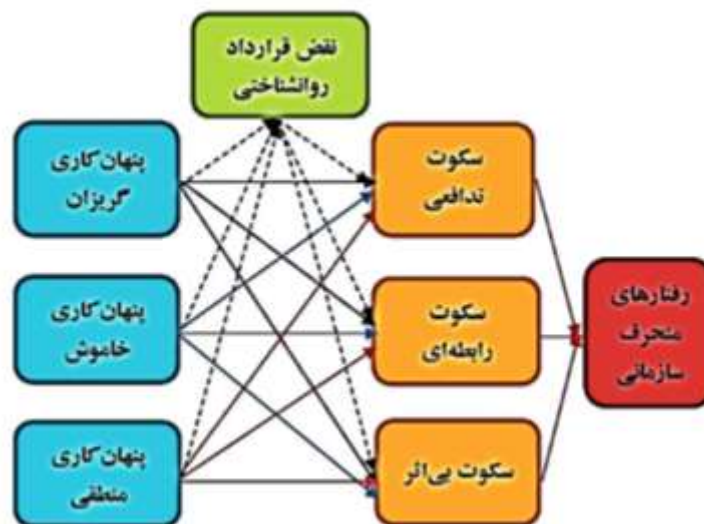 نقض قرارداد
روانشناختی
پنهان‌کاری
گریزان
سکوت
تدافعی
پنهان‌کاری
خاموش
سکوت
رابطه‌ای
رفتارهای
منحرف
سازمانی
پنهان‌کاری
منطقی
سکوت بی‌اثر